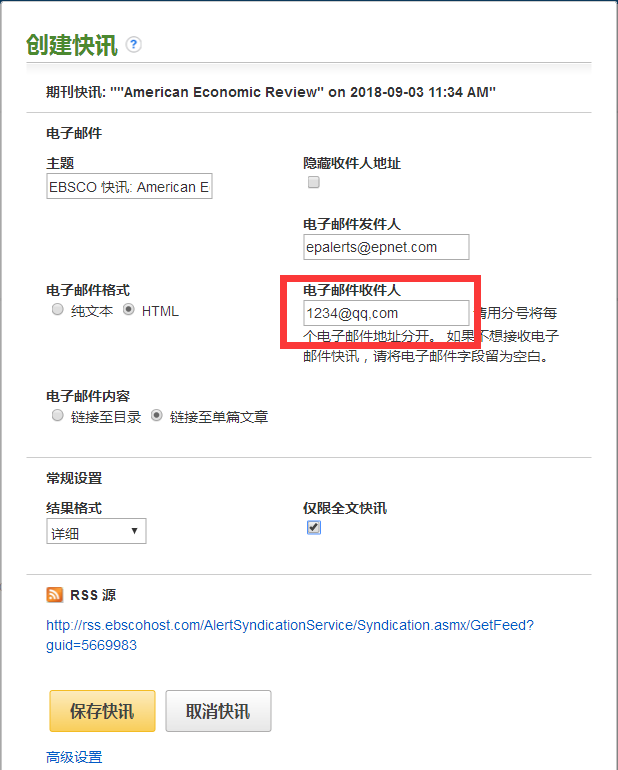 创建快讯 ?
期刊快讯: ""American Economic Review" on 2018-09-03 11:34 AM"
电子邮件
主题
EBSCO 快讯: American E
隐藏收件人地址
电子邮件发件人
epalerts@epnet.com
电子邮件格式
纯文本 HTML
电子邮件收件人
1234@qq,com 请用分号将每
个电子邮件地址分开。 如果不想接收电子
邮件快讯，请将电子邮件字段留为空白。
电子邮件内容
链接至目录 链接至单篇文章
常规设置
结果格式
详细
仅限全文快讯
RSS 源
http://rss.ebscohost.com/AlertSyndicationService/Syndication.asmx/GetFeed?
guid=5669983
保存快讯 取消快讯
高级设置